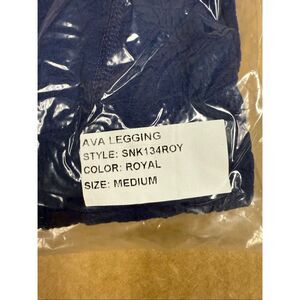 AVA LEGGING
STYLE: SNK134ROY
COLOR: ROYAL
SIZE: MEDIUM